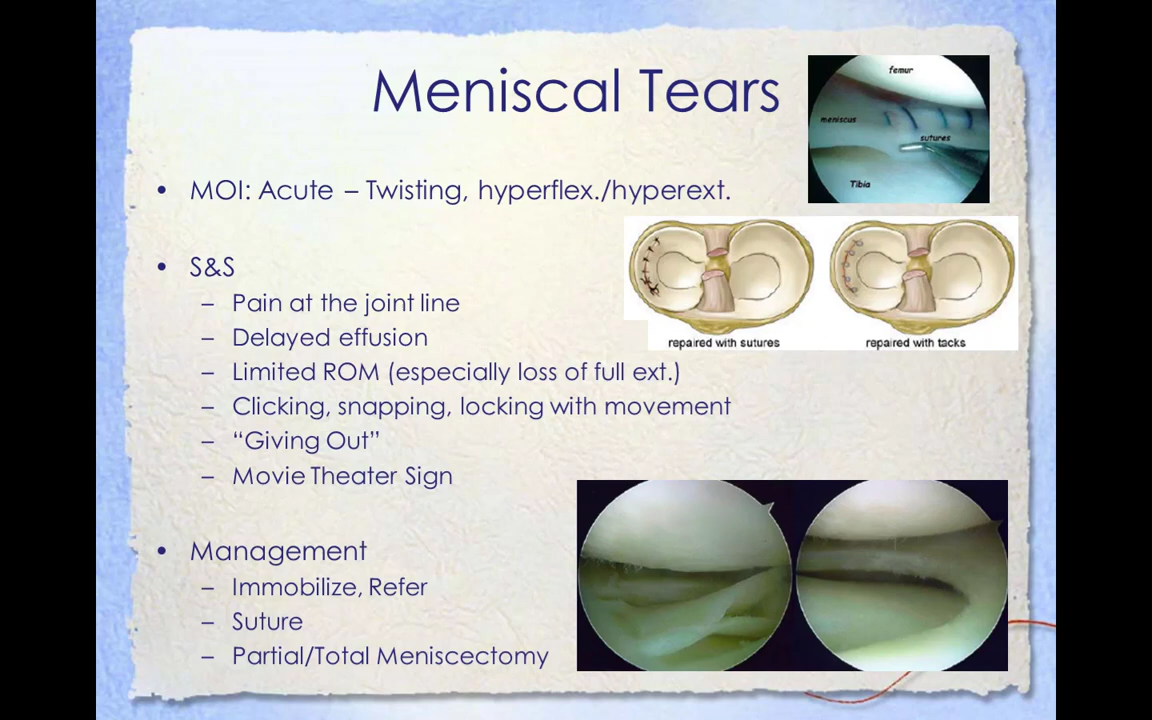 Meniscal Tears
femur
meniscus
sutures
Tibia
• MOI: Acute – Twisting, hyperflex./hyperext.
• S&S
– Pain at the joint line
– Delayed effusion
– Limited ROM (especially loss of full ext.)
– Clicking, snapping, locking with movement
– “Giving Out”
– Movie Theater Sign
repaired with sutures
repaired with tacks
• Management
– Immobilize, Refer
– Suture
– Partial/Total Meniscectomy